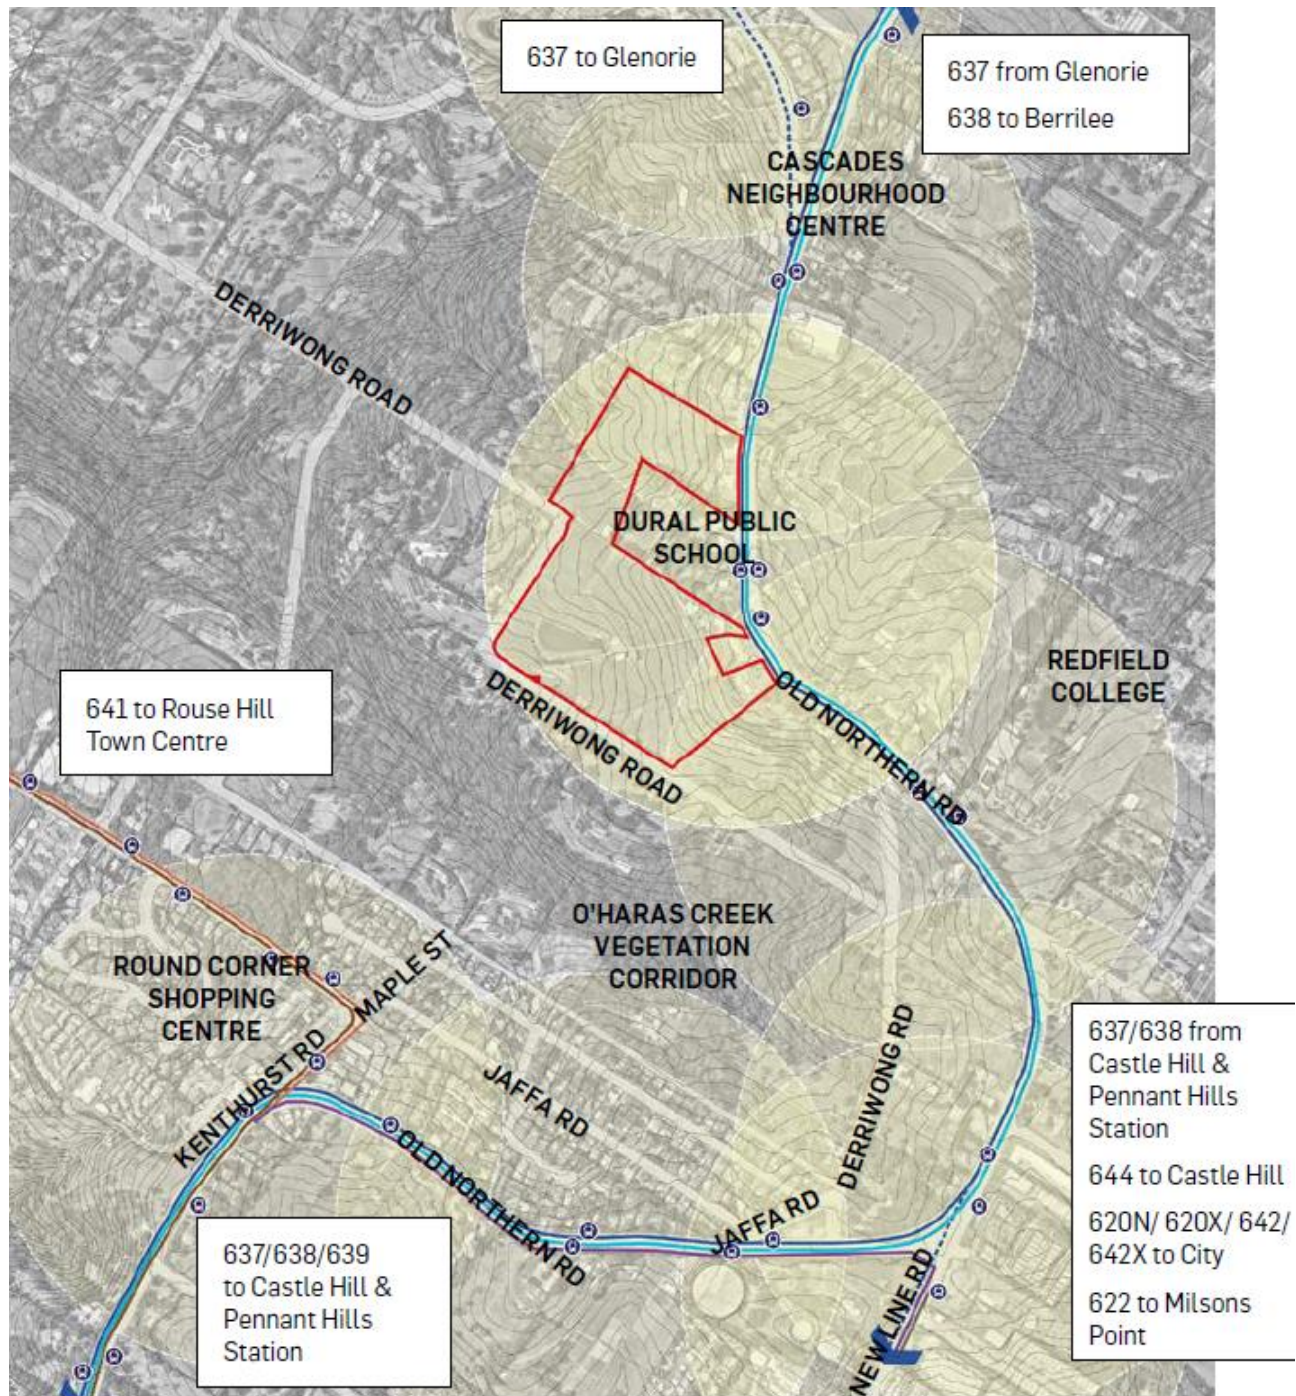 637 to Glenorie
637 from Glenorie
638 to Berrilee
CASCADES
NEIGHBOURHOOD
CENTRE
DERRIWONG ROAD
DURAL PUBLIC
SCHOOL
REDFIELD
COLLEGE
OLD NORTHERN RD
DERRIWONG ROAD
641 to Rouse Hill
Town Centre
O'HARAS CREEK
VEGETATION
CORRIDOR
ROUND CORNER
SHOPPING
CENTRE
MAPLE ST
KENTHURST RD
JAFFA RD
DERRIWONG RD
OLD NORTHERN RD
JAFFA RD
NEW LINE RD
637/638/639
to Castle Hill &
Pennant Hills
Station
637/638 from
Castle Hill &
Pennant Hills
Station
644 to Castle Hill
620N/ 620X/ 642/
642X to City
622 to Milsons
Point